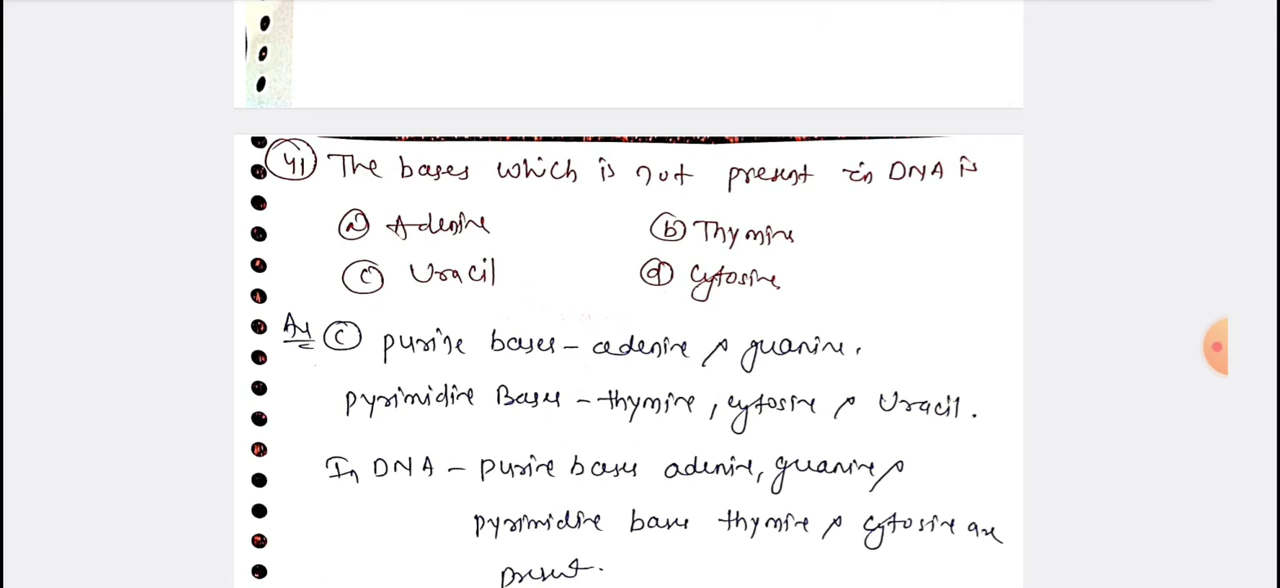 41 The bases which is not present in DNA is
(a) Adenine (b) Thymine
(c) Uracil (d) Cytosine
Ans (c) purine bases - adenine & guanine.
pyrimidine Bases - thymine, cytosine & Uracil.
In DNA - purine bases adenine, guanine &
pyrimidine bases thymine & cytosine are
present.